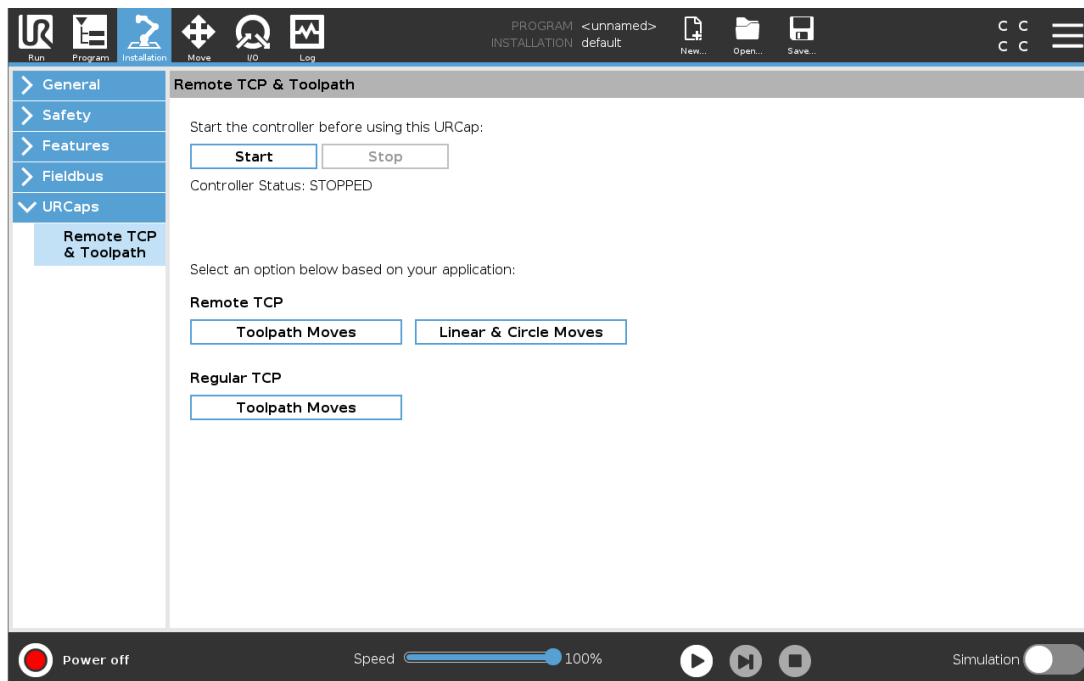 PROGRAM <unnamed>
INSTALLATION default
C C
C C
Run Program Installation Move I/O Log New... Open... Save...
General
Safety
Features
Fieldbus
URCaps
Remote TCP
& Toolpath
Remote TCP & Toolpath
Start the controller before using this URCap:
Start Stop
Controller Status: STOPPED
Select an option below based on your application:
Remote TCP
Toolpath Moves Linear & Circle Moves
Regular TCP
Toolpath Moves
Power off Speed 100% Simulation